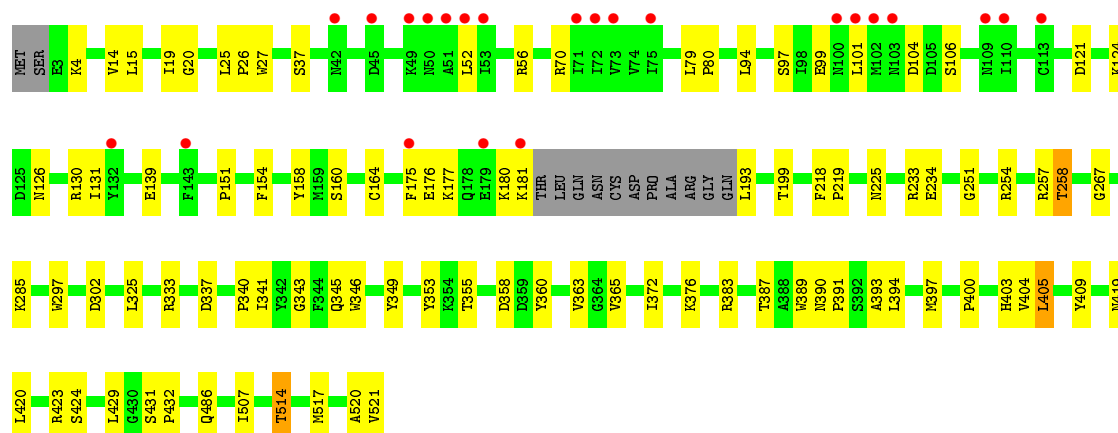 MET SER E3 K4 V14 L15 I19 G20 L25 P26 W27 S37 N42 D45 K49 N50 A51 L52 I53 R56 R70 I71 I72 V73 V74 I75 L79 P80 L94 S97 I98 E99 N100 L101 M102 N103 D104 D105 S106 N109 I110 C113 D121 K124
D125 N126 R130 I131 Y132 E139 F143 P151 F154 Y158 M159 S160 C164 F175 E176 K177 Q178 E179 K180 K181 THR LEU GLN ASN CYS ASP PRO ALA ARG GLY GLN L193 T199 F218 P219 N225 R233 E234 G251 R254 R257 T258 G267
K285 W297 D302 L325 R333 D337 P340 I341 Y342 G343 F344 Q345 W346 Y349 Y353 K354 T355 D358 D359 Y360 V363 G364 V365 I372 K376 R383 T387 A388 W389 N390 P391 S392 A393 L394 M397 P400 H403 V404 L405 Y409
L420 R423 S424 L429 G430 S431 P432 Q486 I507 T514 M517 A520 V521